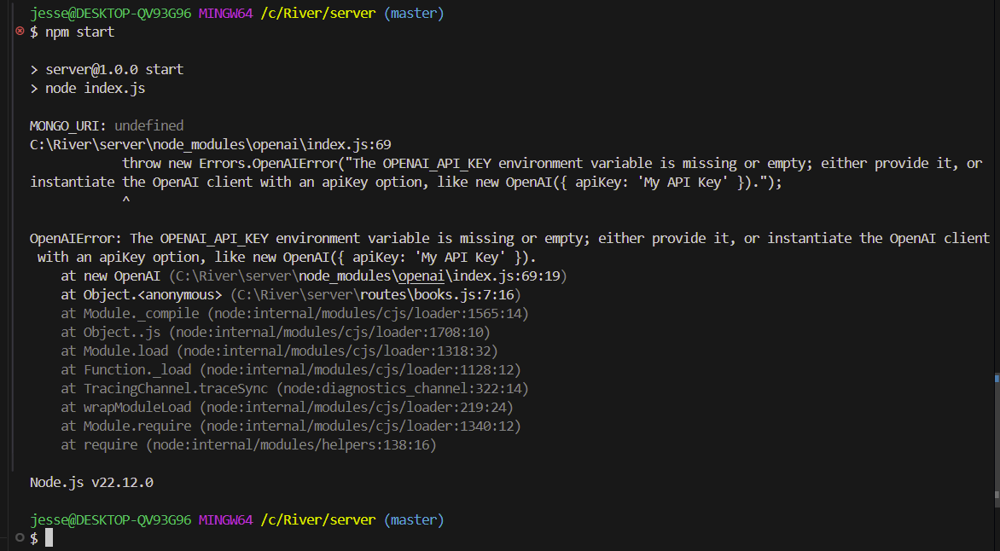 jesse@DESKTOP-QV93G96 MINGW64 /c/River/server (master)
$ npm start
> server@1.0.0 start
> node index.js
MONGO_URI: undefined
C:\River\server\node_modules\openai\index.js:69
            throw new Errors.OpenAIError("The OPENAI_API_KEY environment variable is missing or empty; either provide it, or
instantiate the OpenAI client with an apiKey option, like new OpenAI({ apiKey: 'My API Key' }).");
            ^
OpenAIError: The OPENAI_API_KEY environment variable is missing or empty; either provide it, or instantiate the OpenAI client
 with an apiKey option, like new OpenAI({ apiKey: 'My API Key' }).
    at new OpenAI (C:\River\server\node_modules\openai\index.js:69:19)
    at Object.<anonymous> (C:\River\server\routes\books.js:7:16)
    at Module._compile (node:internal/modules/cjs/loader:1565:14)
    at Object..js (node:internal/modules/cjs/loader:1708:10)
    at Module.load (node:internal/modules/cjs/loader:1318:32)
    at Function._load (node:internal/modules/cjs/loader:1128:12)
    at TracingChannel.traceSync (node:diagnostics_channel:322:14)
    at wrapModuleLoad (node:internal/modules/cjs/loader:219:24)
    at Module.require (node:internal/modules/cjs/loader:1340:12)
    at require (node:internal/modules/helpers:138:16)
Node.js v22.12.0
jesse@DESKTOP-QV93G96 MINGW64 /c/River/server (master)
$